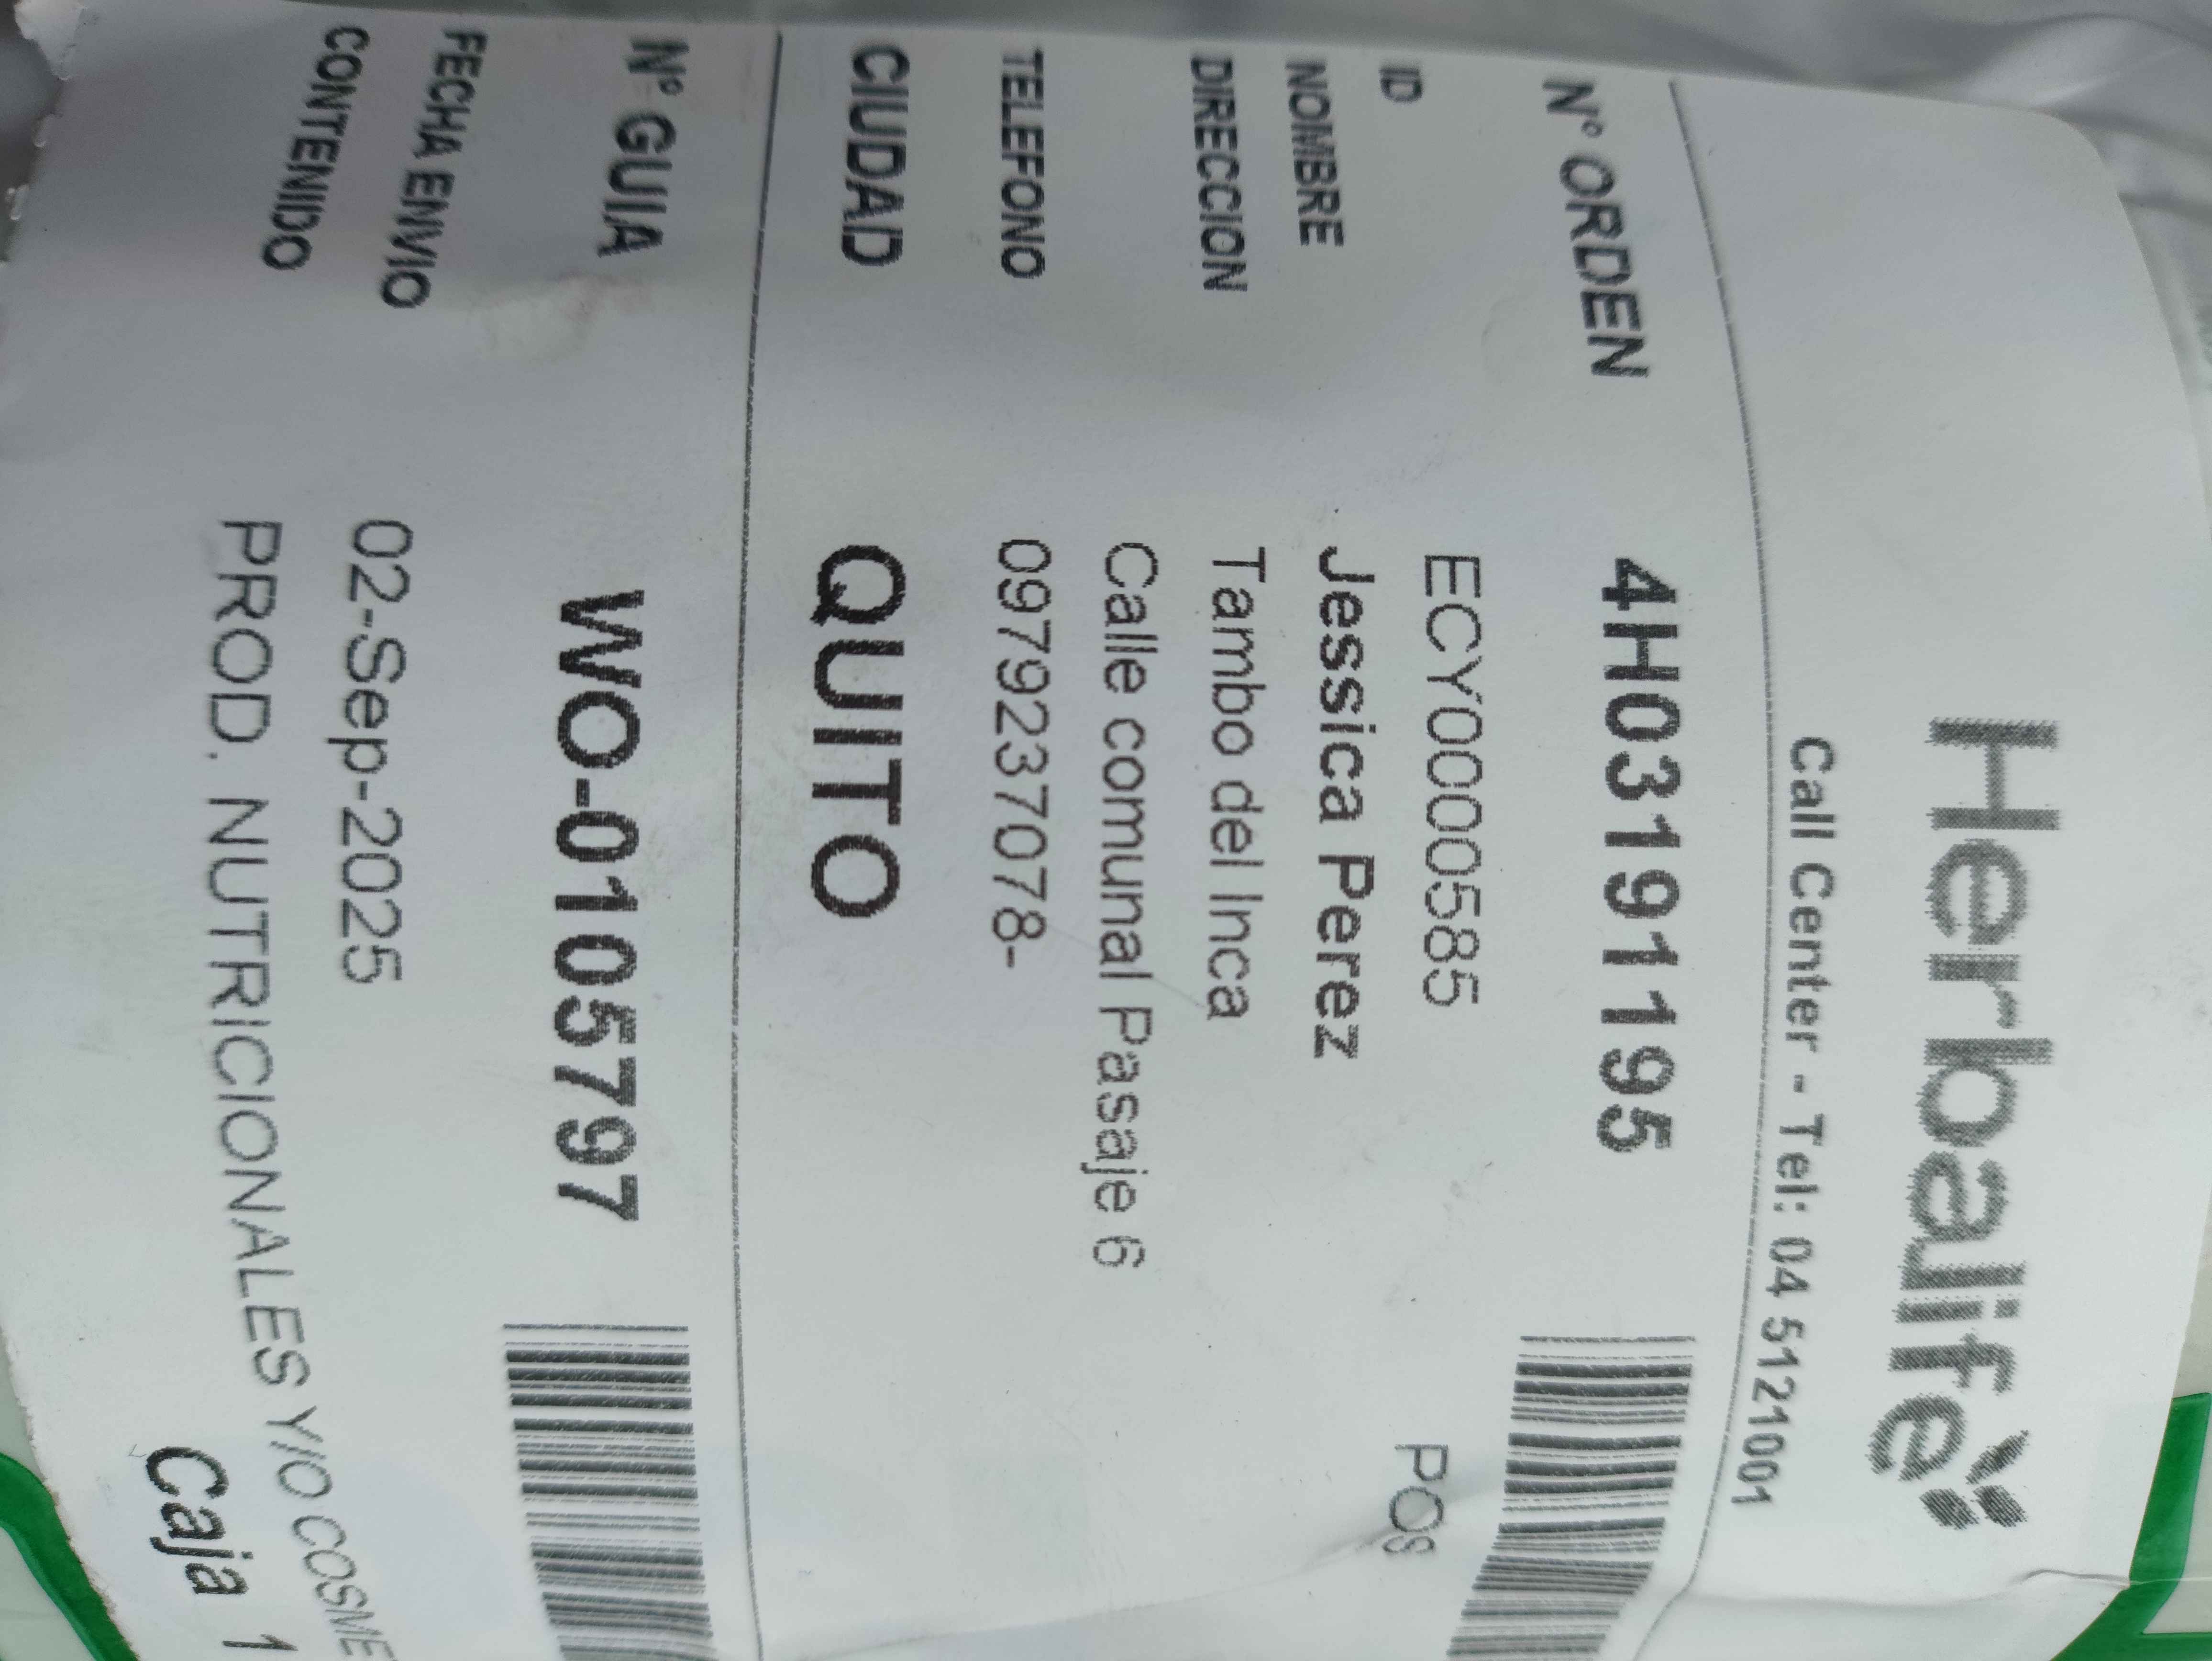 Herbalife
Call Center - Tel: 04 5121001
N° ORDEN 4H03191195
ID ECY0000585 POS
NOMBRE Jessica Perez
DIRECCION Tambo del Inca
Calle comunal Pasaje 6
TELEFONO 0979237078-
CIUDAD QUITO
N° GUIA WO-0105797
FECHA ENVIO 02-Sep-2025
CONTENIDO PROD. NUTRICIONALES Y/O COSME
Caja 1